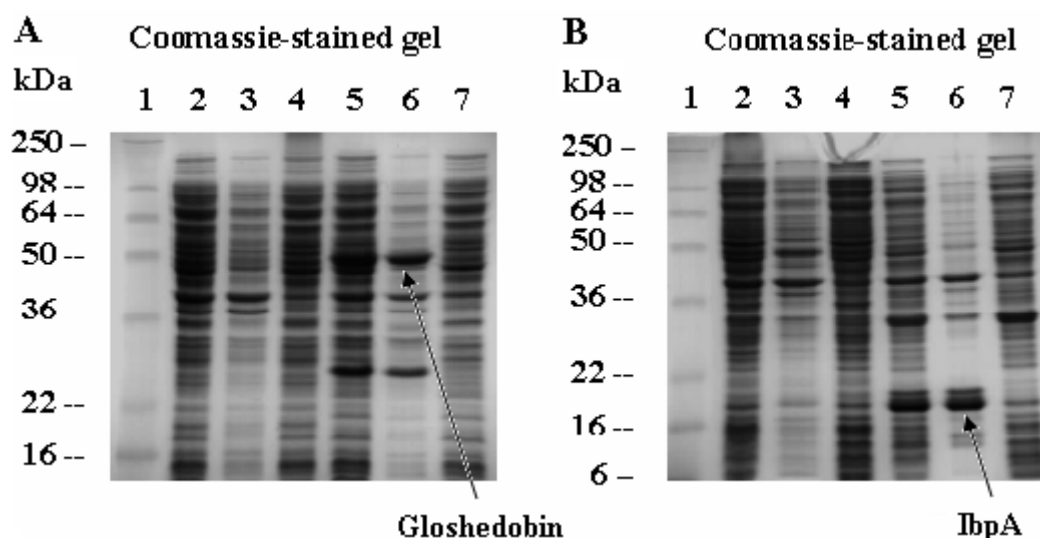 A
Coomassie-stained gel
kDa
1 2 3 4 5 6 7
250 –
98 --
64 --
50 --
36
22 --
16 --
Gloshedobin
B
Coomassie-stained gel
kDa
1 2 3 4 5 6 7
250 –
98 --
64 --
50 --
36 --
22 --
16 --
6 –
IbpA